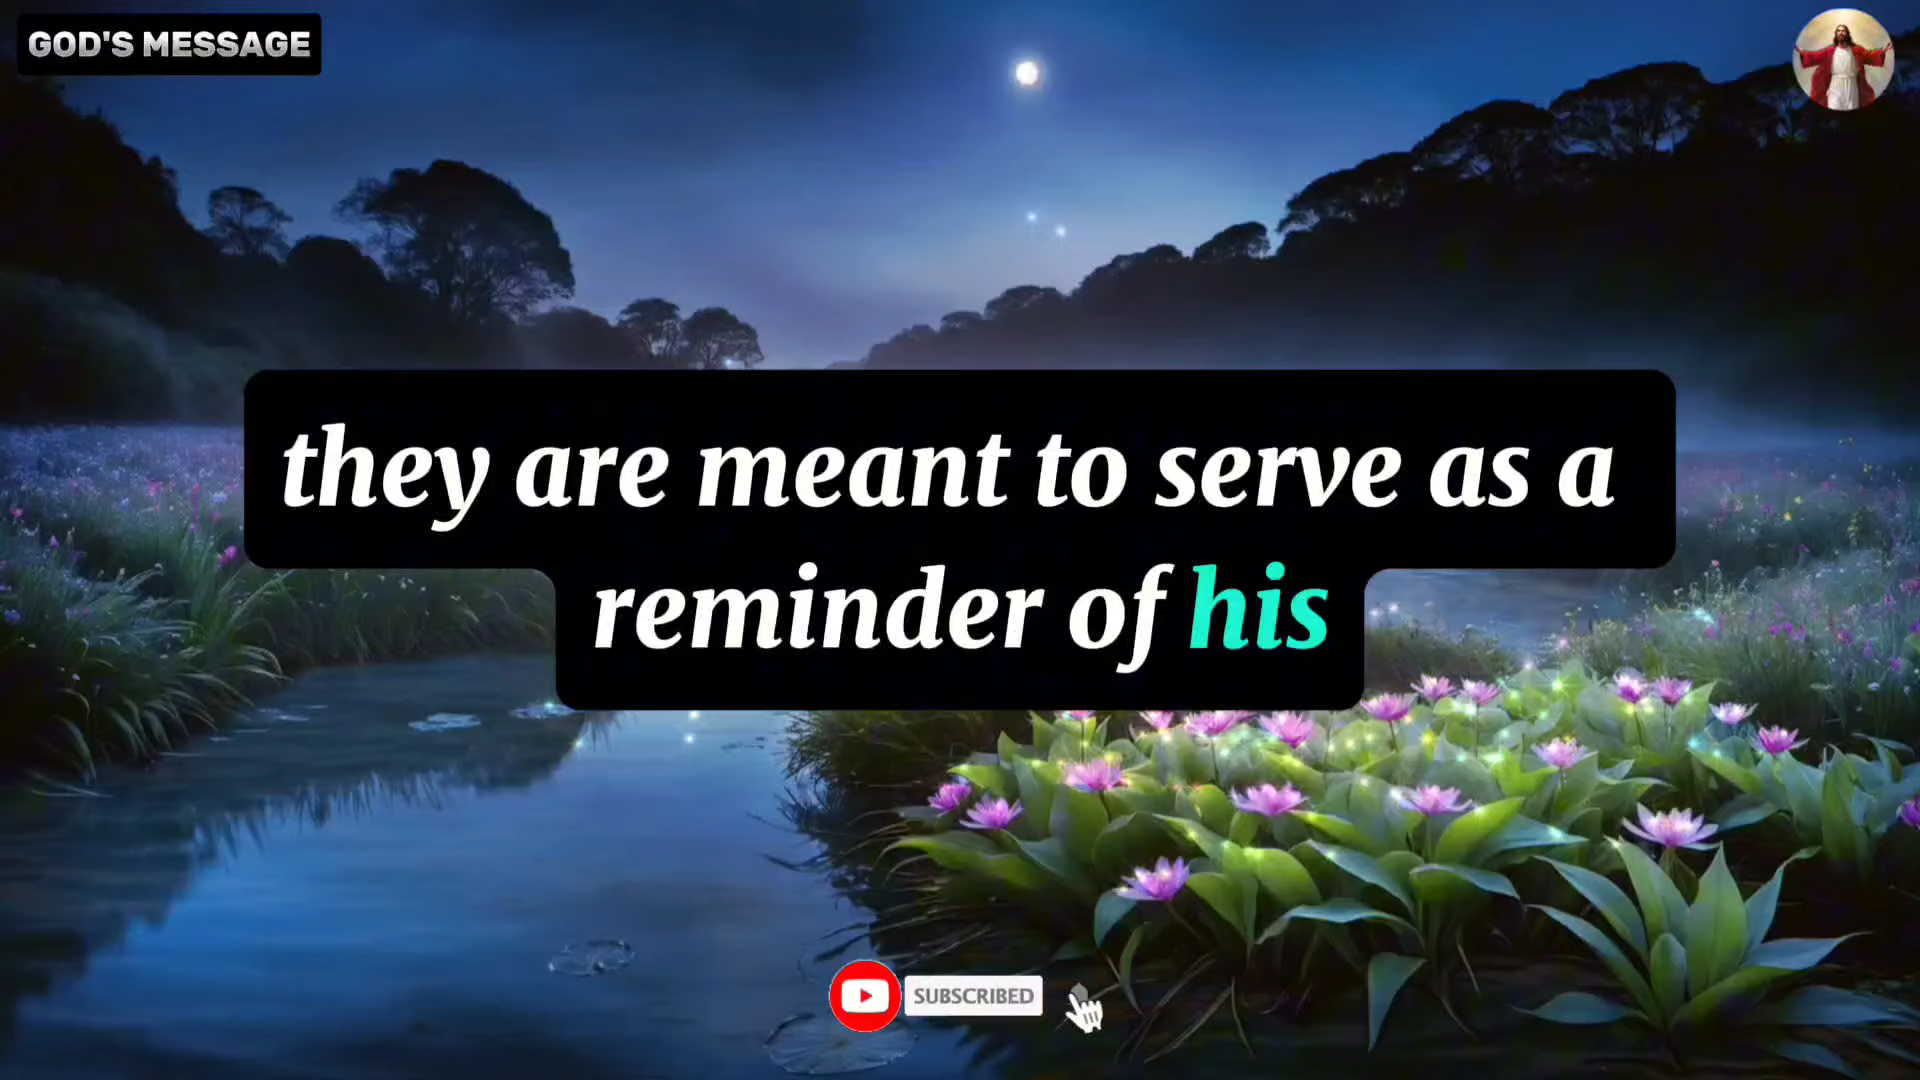 GOD'S MESSAGE
they are meant to serve as a
reminder of his
SUBSCRIBED